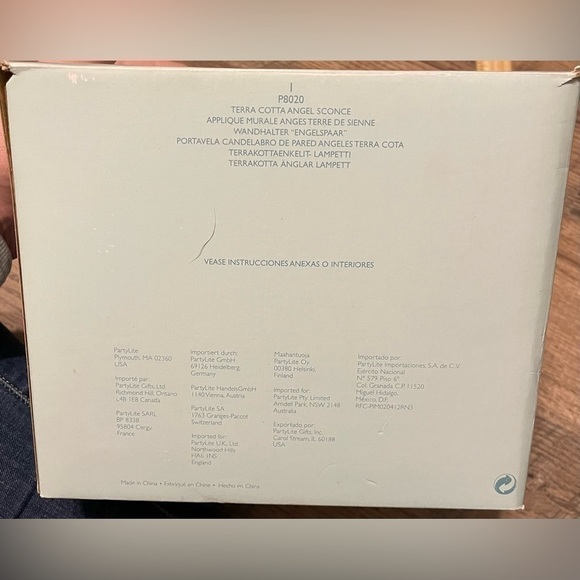 P8020
TERRA COTTA ANGEL SCONCE
APPLIQUE MURALE ANGES TERRE DE SIENNE
WANDHALTER "ENGELSPAAR"
PORTAVELA CANDELABRO DE PARED ANGELES TERRA COTA
TERRAKOTTAENKELIT- LAMPETTI
TERRAKOTTA ÄNGLAR LAMPETT
VEASE INSTRUCCIONES ANEXAS O INTERIORES
PartyLite
Plymouth, MA 02360
USA
Importé par:
PartyLite Gifts, Ltd.
Richmond Hill, Ontario
L4B 1E8 Canada
PartyLite SARL
BP 8338
95804 Cergy
France
Importiert durch:
PartyLite GmbH
69126 Heidelberg
Germany
PartyLite HandelsGmbH
1140 Vienna, Austria
PartyLite SA
1763 Granges-Paccot
Switzerland
Imported for:
PartyLite U.K., Ltd
Northwood Hills
HA6 1NS
England
Maahantuoja
PartyLite Oy
00380 Helsinki,
Finland
Imported for:
PartyLite Pty. Limited
Arndell Park, NSW 2148
Australia
Exportado por:
PartyLite Gifts, Inc.
Carol Stream, IL 60188
USA
Importado por:
PartyLite Importaciones, S.A. de C.V.
Ejército Nacional
N° 579 Piso 6°
Col. Granada C.P. 11520
Miguel Hidalgo,
México, D.F.
RFC-PIM020412RN3
Made in China • Fabriqué en Chine • Hecho en China